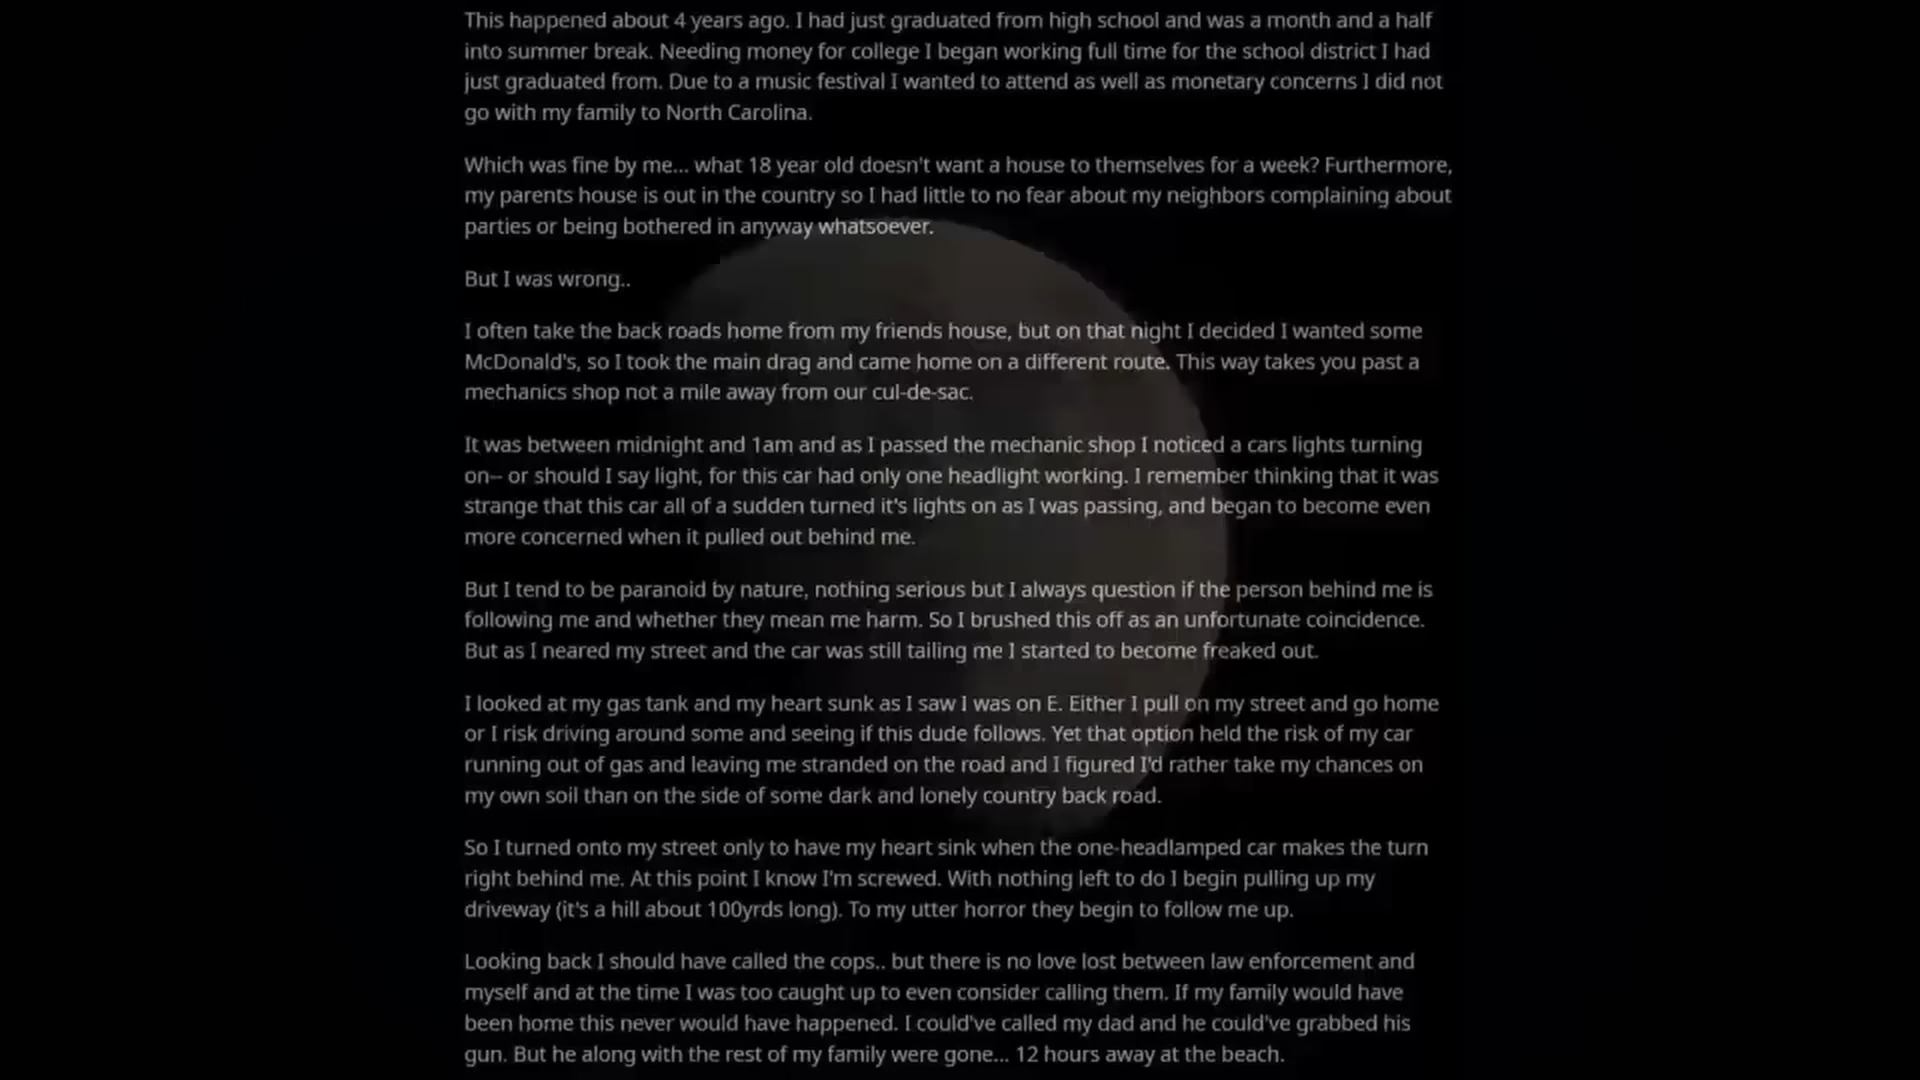 This happened about 4 years ago. I had just graduated from high school and was a month and a half
into summer break. Needing money for college I began working full time for the school district I had
just graduated from. Due to a music festival I wanted to attend as well as monetary concerns I did not
go with my family to North Carolina.
Which was fine by me... what 18 year old doesn't want a house to themselves for a week? Furthermore,
my parents house is out in the country so I had little to no fear about my neighbors complaining about
parties or being bothered in anyway whatsoever.
But I was wrong..
I often take the back roads home from my friends house, but on that night I decided I wanted some
McDonald's, so I took the main drag and came home on a different route. This way takes you past a
mechanics shop not a mile away from our cul-de-sac.
It was between midnight and 1am and as I passed the mechanic shop I noticed a cars lights turning
on-- or should I say light, for this car had only one headlight working. I remember thinking that it was
strange that this car all of a sudden turned it's lights on as I was passing, and began to become even
more concerned when it pulled out behind me.
But I tend to be paranoid by nature, nothing serious but I always question if the person behind me is
following me and whether they mean me harm. So I brushed this off as an unfortunate coincidence.
But as I neared my street and the car was still tailing me I started to become freaked out.
I looked at my gas tank and my heart sunk as I saw I was on E. Either I pull on my street and go home
or I risk driving around some and seeing if this dude follows. Yet that option held the risk of my car
running out of gas and leaving me stranded on the road and I figured I'd rather take my chances on
my own soil than on the side of some dark and lonely country back road.
So I turned onto my street only to have my heart sink when the one-headlamped car makes the turn
right behind me. At this point I know I'm screwed. With nothing left to do I begin pulling up my
driveway (it's a hill about 100yrds long). To my utter horror they begin to follow me up.
Looking back I should have called the cops.. but there is no love lost between law enforcement and
myself and at the time I was too caught up to even consider calling them. If my family would have
been home this never would have happened. I could've called my dad and he could've grabbed his
gun. But he along with the rest of my family were gone... 12 hours away at the beach.